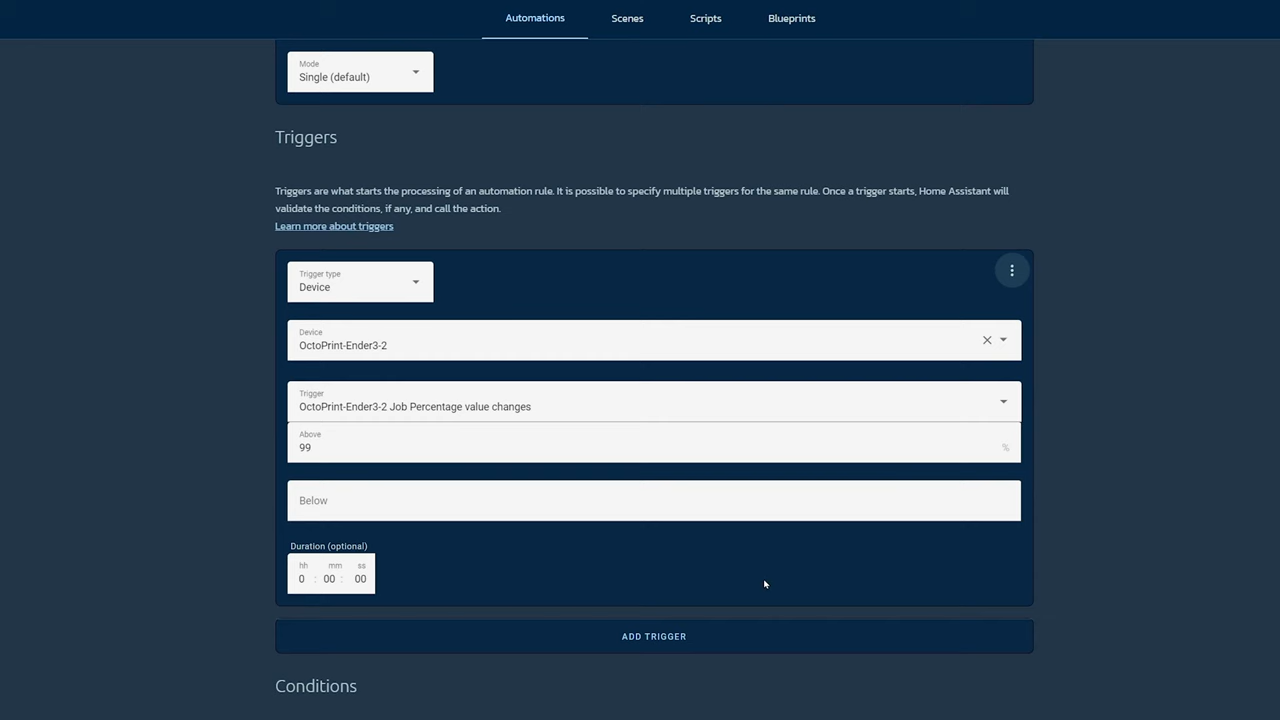 Automations
Scenes
Scripts
Blueprints
Mode
Single (default)
Triggers
Triggers are what starts the processing of an automation rule. It is possible to specify multiple triggers for the same rule. Once a trigger starts, Home Assistant will
validate the conditions, if any, and call the action.
Learn more about triggers
Trigger type
Device
Device
OctoPrint-Ender3-2
Trigger
OctoPrint-Ender3-2 Job Percentage value changes
Above
99 %
Below
Duration (optional)
hh mm ss
0 : 00 : 00
ADD TRIGGER
Conditions